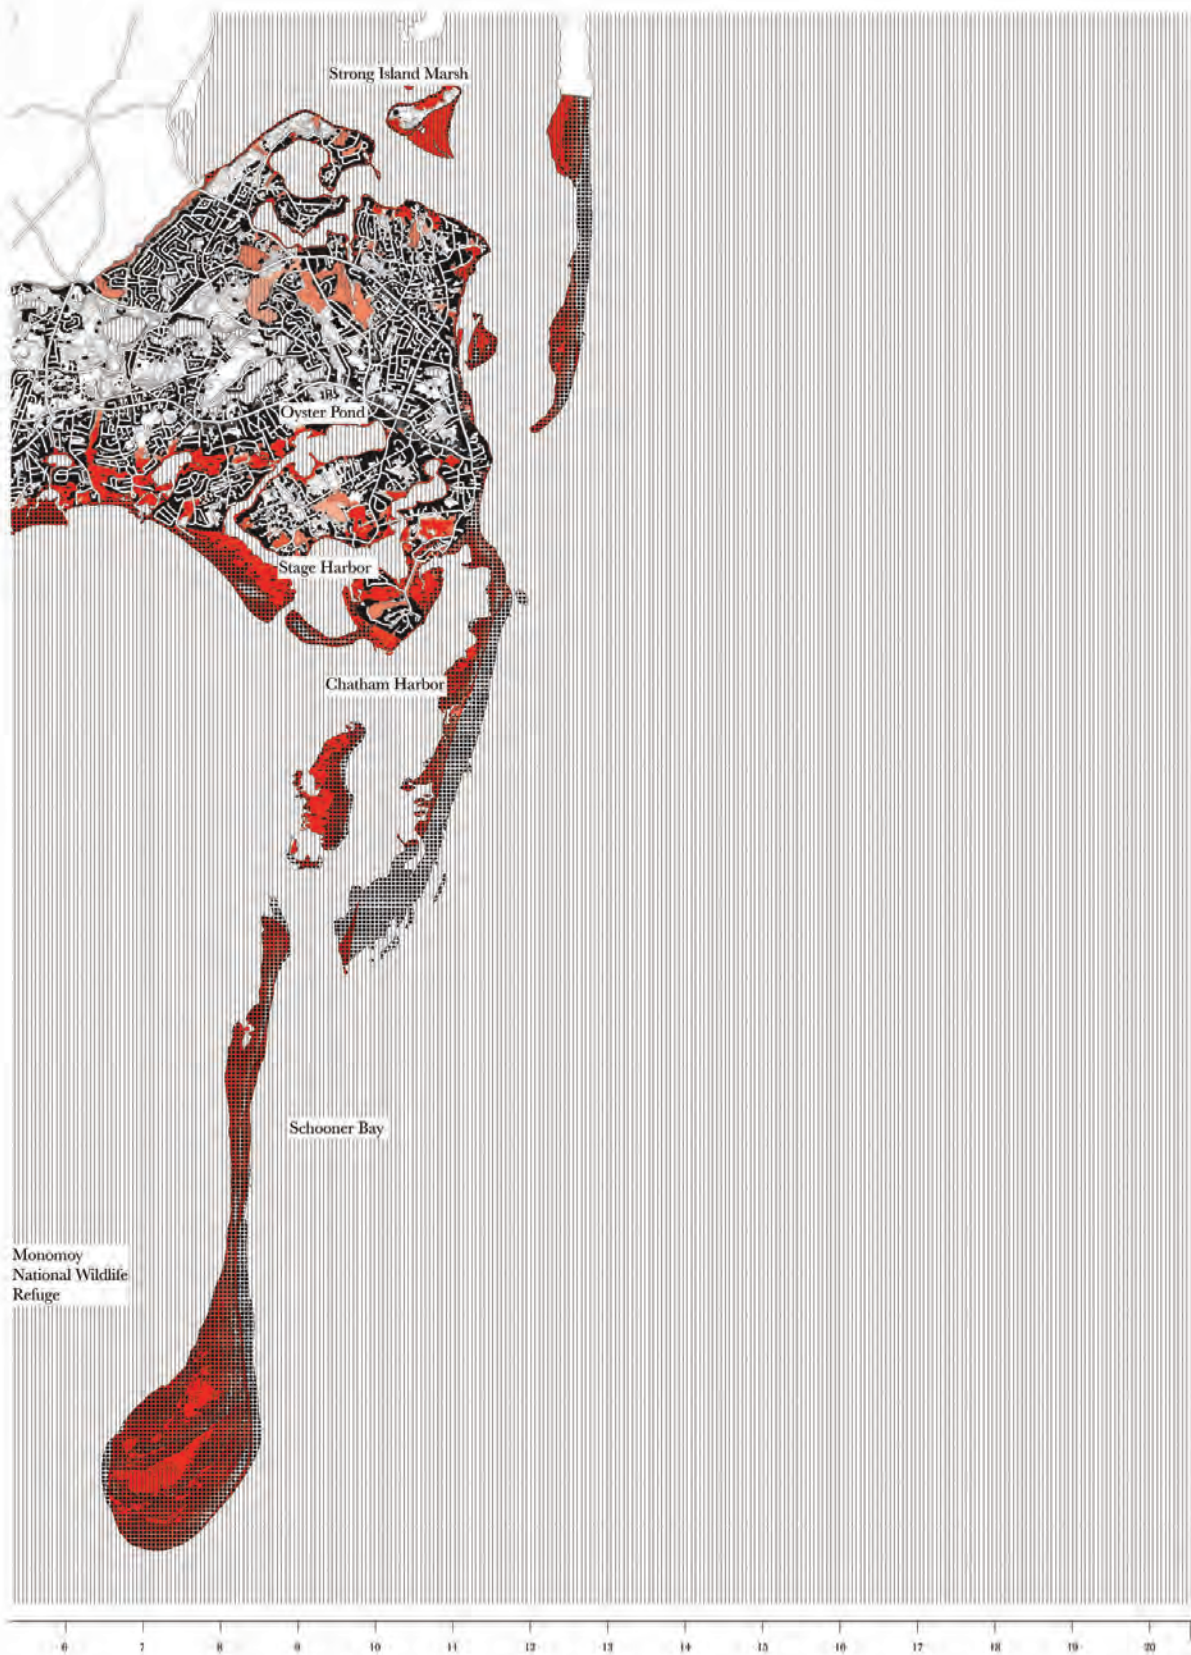 Strong Island Marsh
Oyster Pond
Stage Harbor
Chatham Harbor
Schooner Bay
Monomoy
National Wildlife
Refuge
6 7 8 9 10 11 12 13 14 15 16 17 18 19 20